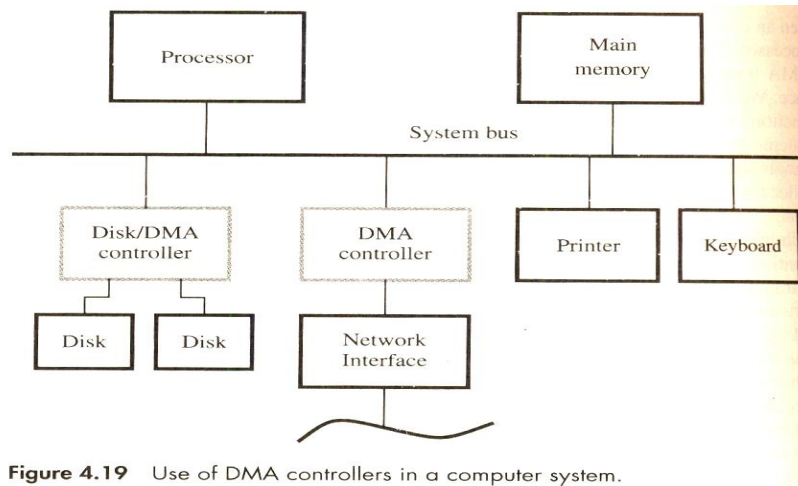 Processor
Main
memory
System bus
Disk/DMA
controller
DMA
controller
Printer
Keyboard
Disk
Disk
Network
Interface
Figure 4.19 Use of DMA controllers in a computer system.